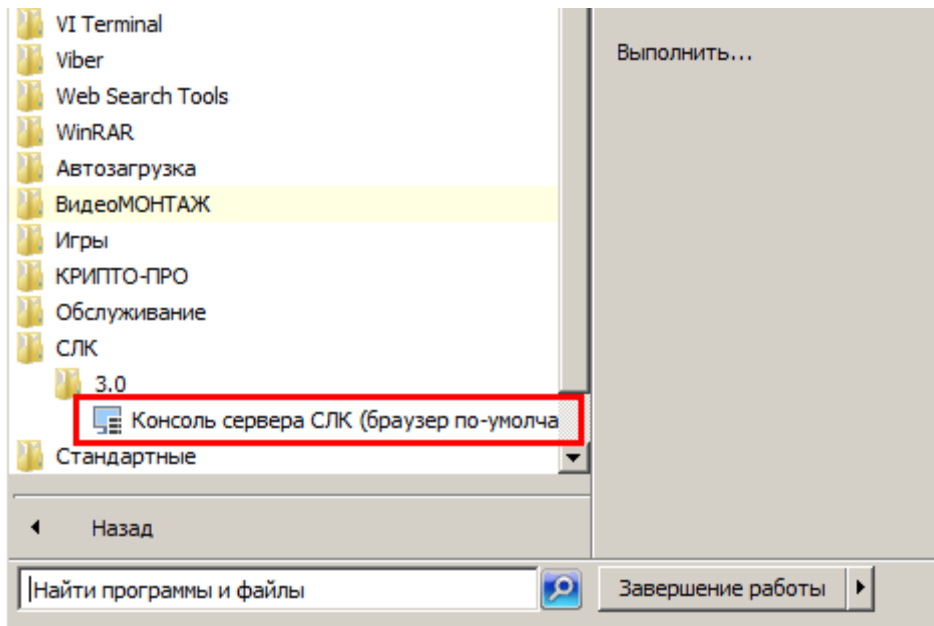 VI Terminal
Viber
Web Search Tools
WinRAR
Автозагрузка
ВидеоМОНТАЖ
Игры
КРИПТО-ПРО
Обслуживание
СЛК
3.0
Консоль сервера СЛК (браузер по-умолча
Стандартные
Назад
Найти программы и файлы
Выполнить...
Завершение работы